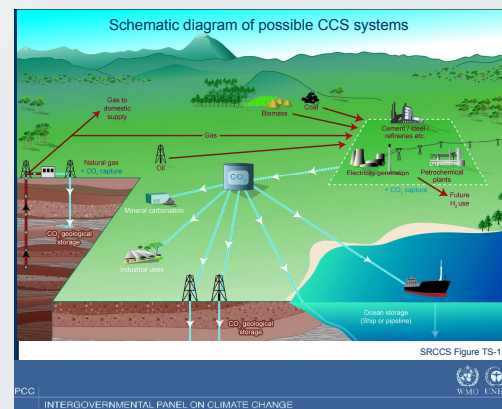 Schematic diagram of possible CCS systems
Gas to
domestic
supply
Coal
Biomass
Cement / steel /
refineries etc.
Gas
Natural gas
+ CO2 capture
Oil
CO2
Electricity generation
Petrochemical
plants
+ CO2 capture
Future
H2 use
Mineral carbonation
CO2 geological
storage
Industrial uses
CO2 geological
storage
Ocean storage
(Ship or pipeline)
SRCCS Figure TS-1
WMO UNE
PCC
INTERGOVERNMENTAL PANEL ON CLIMATE CHANGE